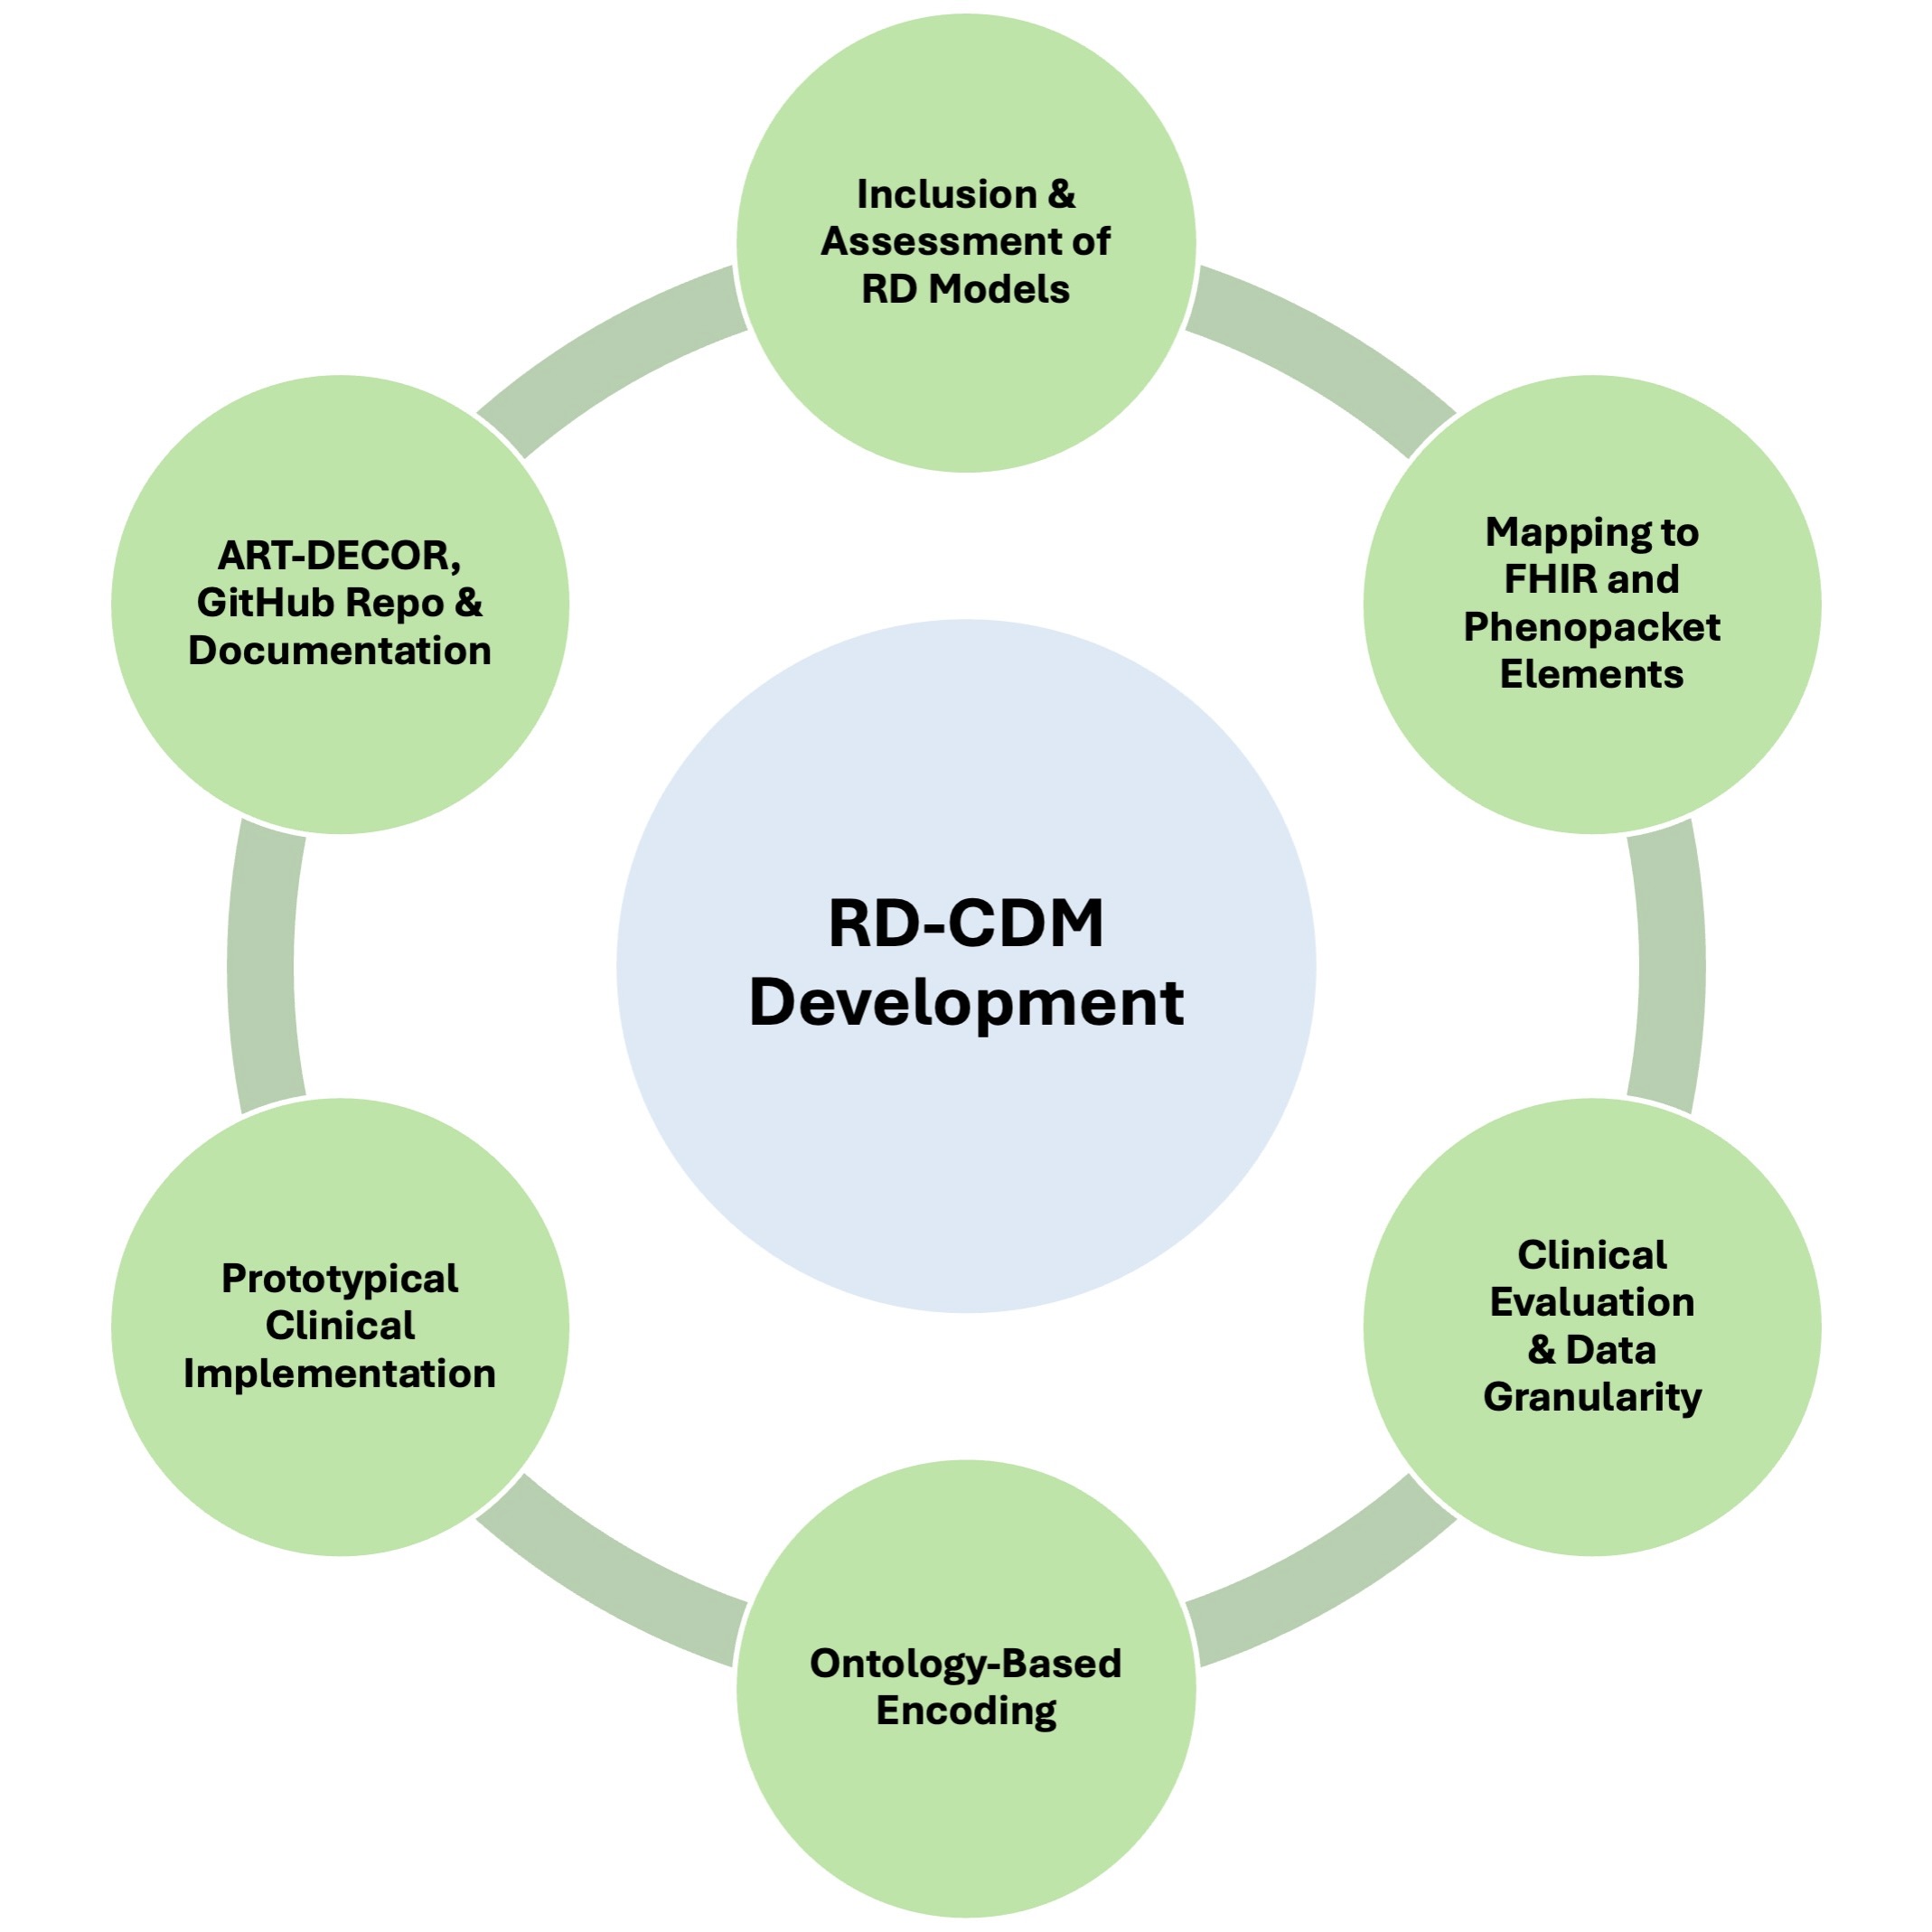 Inclusion &
Assessment of
RD Models
Mapping to
FHIR and
Phenopacket
Elements
Clinical
Evaluation
& Data
Granularity
Ontology-Based
Encoding
Prototypical
Clinical
Implementation
ART-DECOR,
GitHub Repo &
Documentation
RD-CDM
Development